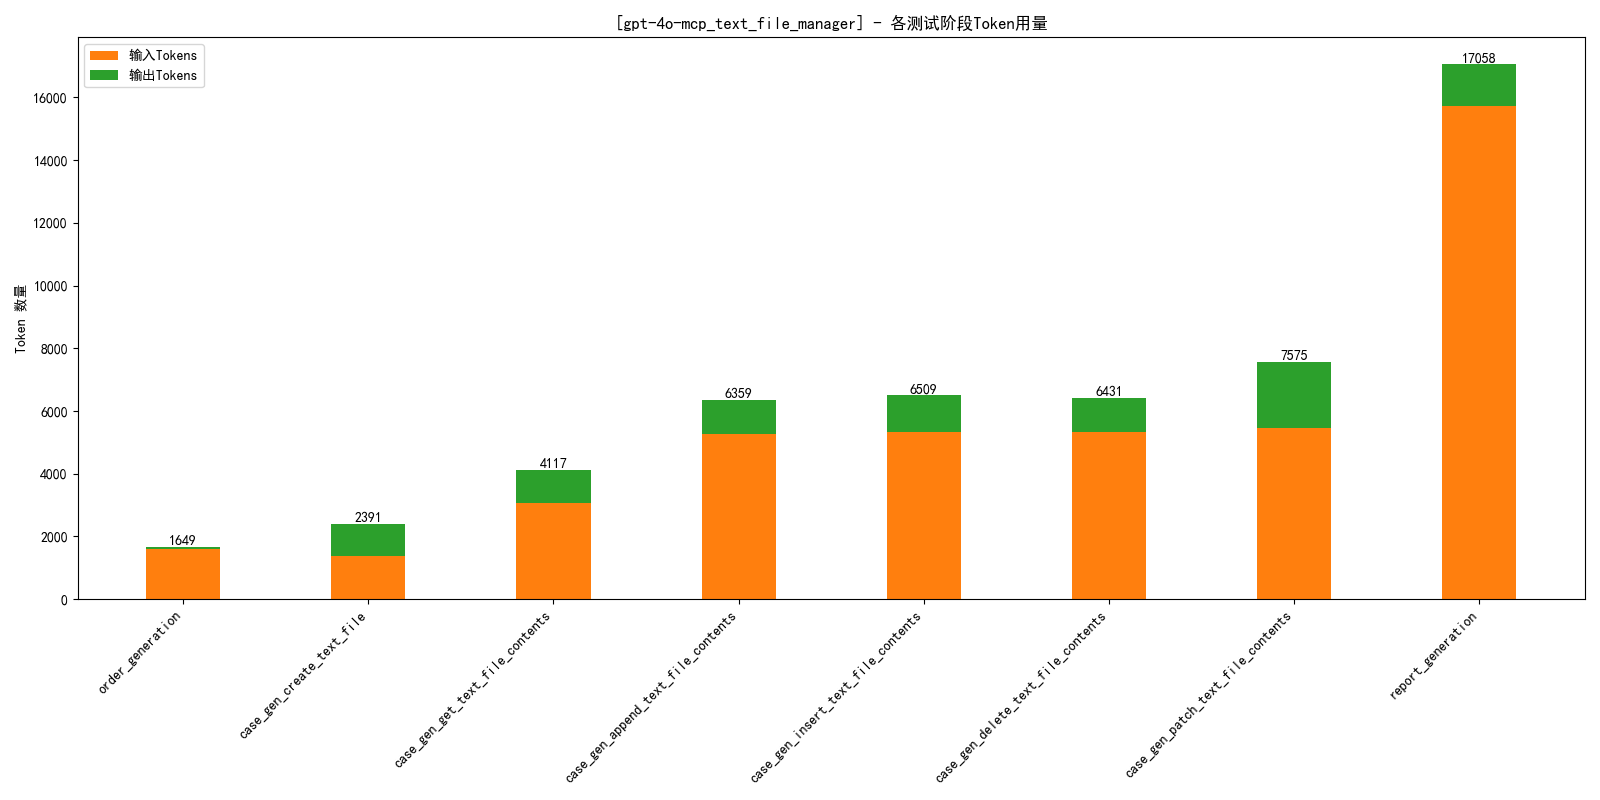 [gpt-4o-mcp_text_file_manager] - 各测试阶段Token用量
输入Tokens
输出Tokens
Token 数量
16000
14000
12000
10000
8000
6000
4000
2000
0
1649
2391
4117
6359
6509
6431
7575
17058
order_generation
case_gen_create_text_file
case_gen_get_text_file_contents
case_gen_append_text_file_contents
case_gen_insert_text_file_contents
case_gen_delete_text_file_contents
case_gen_patch_text_file_contents
report_generation